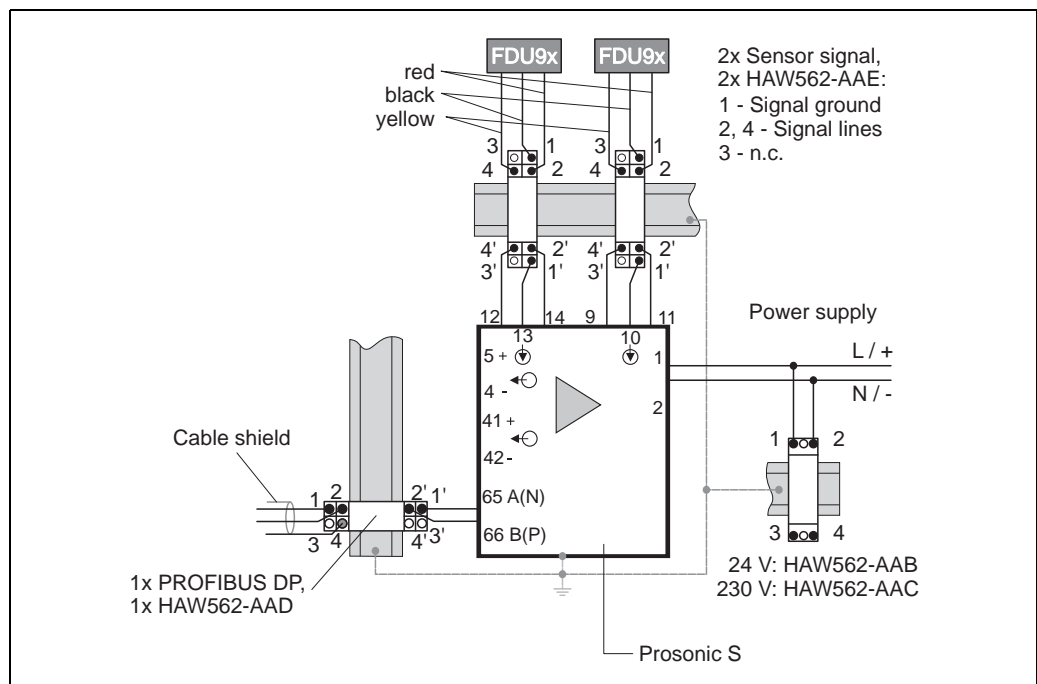 FDU9x FDU9x
red
black
yellow
2x Sensor signal,
2x HAW562-AAE:
1 - Signal ground
2, 4 - Signal lines
3 - n.c.
3 1 3 1
4 2 4 2
4' 2' 4' 2'
3' 1' 3' 1'
12 14 9 11
13 10
Power supply
L / +
N / -
5 +
4 -
41 +
42 -
1
2
65 A(N)
66 B(P)
Cable shield
1 2 2' 1'
3 4 4' 3'
1 2
3 4
24 V: HAW562-AAB
230 V: HAW562-AAC
1x PROFIBUS DP,
1x HAW562-AAD
Prosonic S